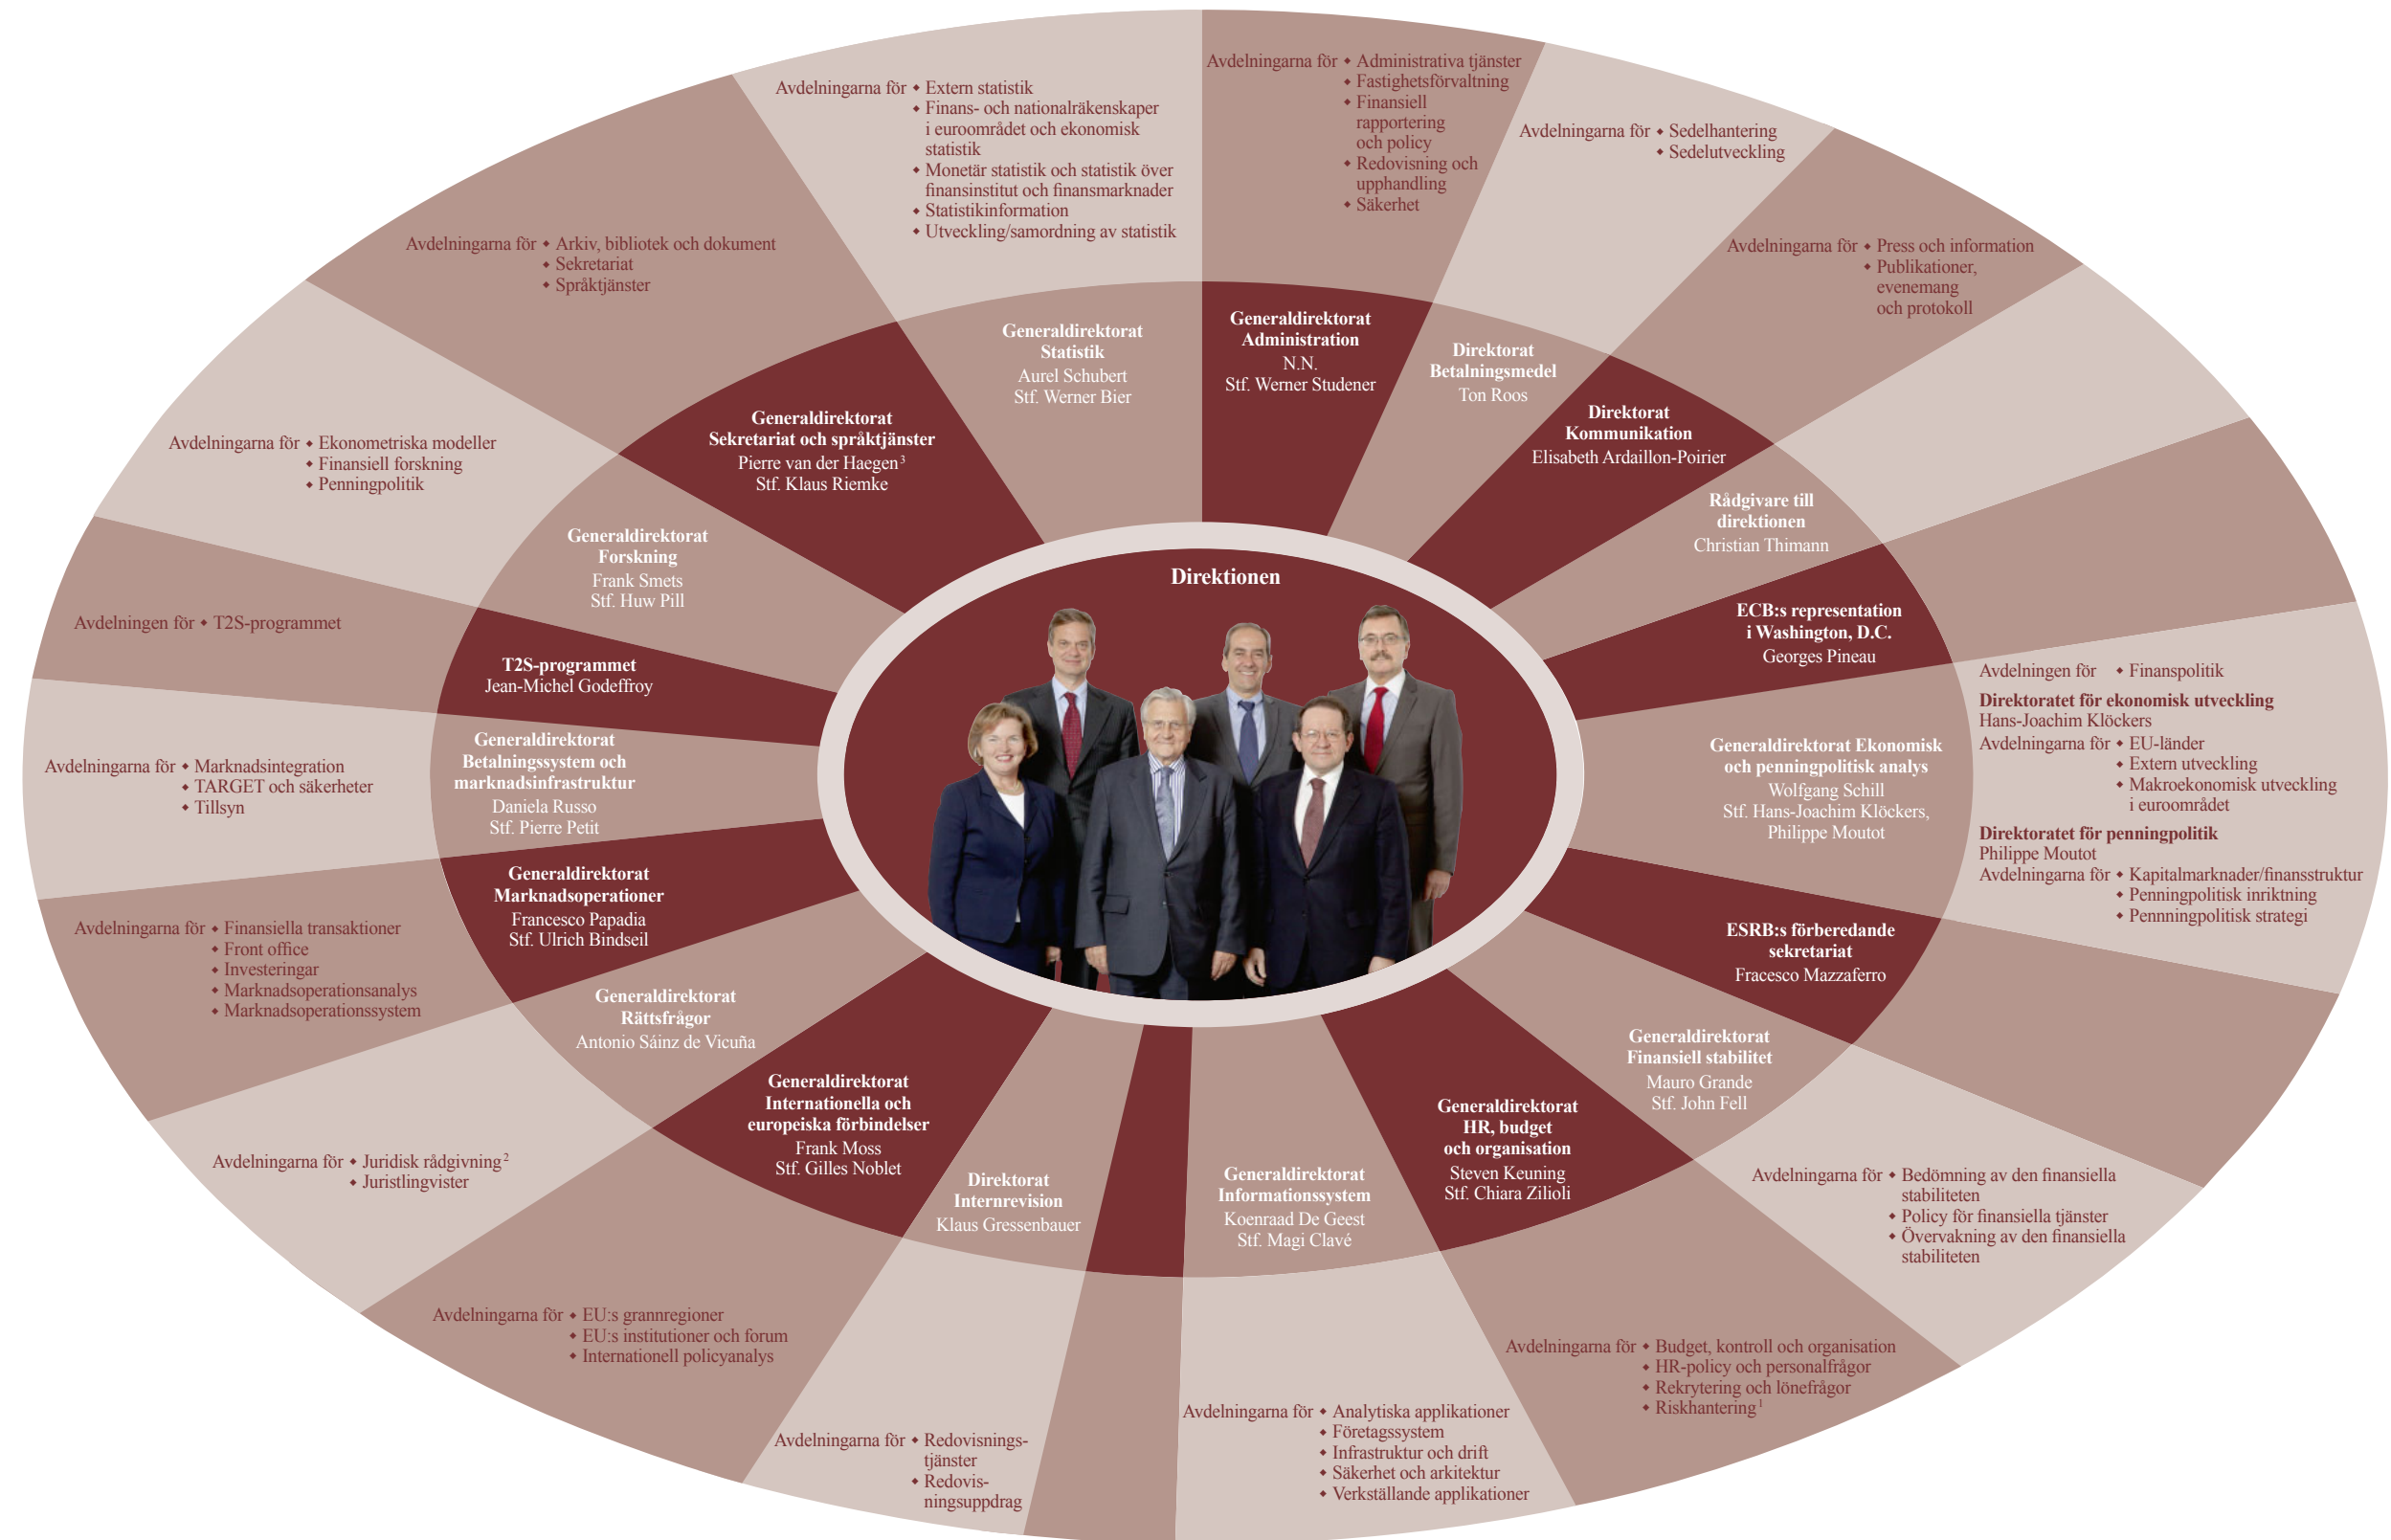 Direktionen
Avdelningarna för ◆ Administrativa tjänster
◆ Fastighetsförvaltning
◆ Finansiell
rapportering
och policy
◆ Redovisning och
upphandling
◆ Säkerhet
Generaldirektorat
Administration
N.N.
Stf. Werner Studener
Avdelningarna för ◆ Sedelhantering
◆ Sedelutveckling
Direktorat
Betalningsmedel
Ton Roos
Avdelningarna för ◆ Press och information
◆ Publikationer,
evenemang
och protokoll
Direktorat
Kommunikation
Elisabeth Ardaillon-Poirier
Rådgivare till
direktionen
Christian Thimann
ECB:s representation
i Washington, D.C.
Georges Pineau
Generaldirektorat Ekonomisk
och penningpolitisk analys
Wolfgang Schill
Stf. Hans-Joachim Klöckers,
Philippe Moutot
Avdelningen för ◆ Finanspolitik
Direktoratet för ekonomisk utveckling
Hans-Joachim Klöckers
Avdelningarna för ◆ EU-länder
◆ Extern utveckling
◆ Makroekonomisk utveckling
i euroområdet
Direktoratet för penningpolitik
Philippe Moutot
Avdelningarna för ◆ Kapitalmarknader/finansstruktur
◆ Penningpolitisk inriktning
◆ Pennningpolitisk strategi
ESRB:s förberedande
sekretariat
Fracesco Mazzaferro
Generaldirektorat
Finansiell stabilitet
Mauro Grande
Stf. John Fell
Avdelningarna för ◆ Bedömning av den finansiella
stabiliteten
◆ Policy för finansiella tjänster
◆ Övervakning av den finansiella
stabiliteten
Generaldirektorat
HR, budget
och organisation
Steven Keuning
Stf. Chiara Zilioli
Avdelningarna för ◆ Budget, kontroll och organisation
◆ HR-policy och personalfrågor
◆ Rekrytering och lönefrågor
◆ Riskhantering¹
Generaldirektorat
Informationssystem
Koenraad De Geest
Stf. Magi Clavé
Avdelningarna för ◆ Analytiska applikationer
◆ Företagssystem
◆ Infrastruktur och drift
◆ Säkerhet och arkitektur
◆ Verkställande applikationer
Direktorat
Internrevision
Klaus Gressenbauer
Avdelningarna för ◆ Redovisnings-
tjänster
◆ Redovis-
ningsuppdrag
Generaldirektorat
Internationella och
europeiska förbindelser
Frank Moss
Stf. Gilles Noblet
Avdelningarna för ◆ EU:s grannregioner
◆ EU:s institutioner och forum
◆ Internationell policyanalys
Generaldirektorat
Rättsfrågor
Antonio Sáinz de Vicuña
Avdelningarna för ◆ Juridisk rådgivning²
◆ Juristlingvister
Generaldirektorat
Marknadsoperationer
Francesco Papadia
Stf. Ulrich Bindseil
Avdelningarna för ◆ Finansiella transaktioner
◆ Front office
◆ Investeringar
◆ Marknadsoperationsanalys
◆ Marknadsoperationssystem
Generaldirektorat
Betalningssystem och
marknadsinfrastruktur
Daniela Russo
Stf. Pierre Petit
Avdelningarna för ◆ Marknadsintegration
◆ TARGET och säkerheter
◆ Tillsyn
T2S-programmet
Jean-Michel Godeffroy
Avdelningen för ◆ T2S-programmet
Generaldirektorat
Forskning
Frank Smets
Stf. Huw Pill
Avdelningarna för ◆ Ekonometriska modeller
◆ Finansiell forskning
◆ Penningpolitik
Generaldirektorat
Sekretariat och språktjänster
Pierre van der Haegen³
Stf. Klaus Riemke
Avdelningarna för ◆ Arkiv, bibliotek och dokument
◆ Sekretariat
◆ Språktjänster
Generaldirektorat
Statistik
Aurel Schubert
Stf. Werner Bier
Avdelningarna för ◆ Extern statistik
◆ Finans- och nationalräkenskaper
i euroområdet och ekonomisk
statistik
◆ Monetär statistik och statistik över
finansinstitut och finansmarknader
◆ Statistikinformation
◆ Utveckling/samordning av statistik